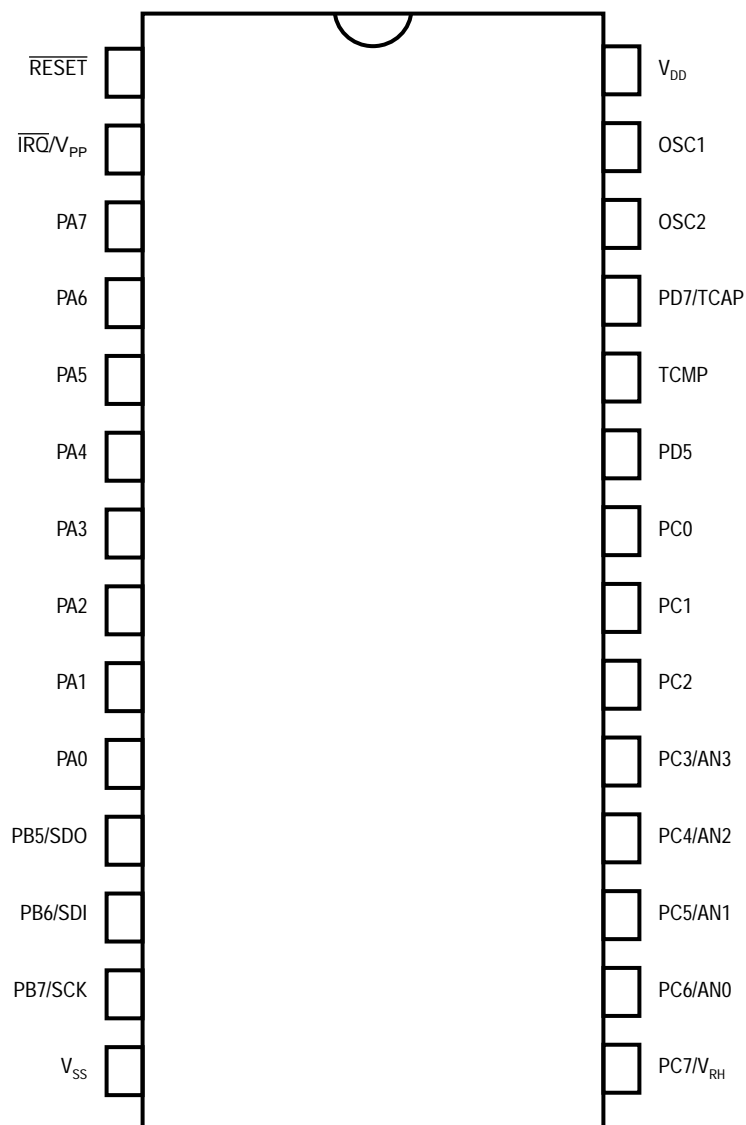 RESET
V_DD
IRQ/V_PP
OSC1
PA7
OSC2
PA6
PD7/TCAP
PA5
TCMP
PA4
PD5
PA3
PC0
PA2
PC1
PA1
PC2
PA0
PC3/AN3
PB5/SDO
PC4/AN2
PB6/SDI
PC5/AN1
PB7/SCK
PC6/AN0
V_SS
PC7/V_RH